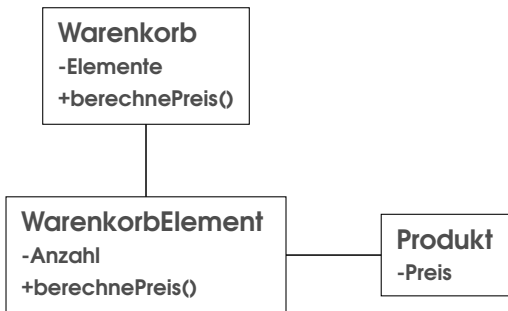 Warenkorb
-Elemente
+berechnePreis()
WarenkorbElement
-Anzahl
+berechnePreis()
Produkt
-Preis